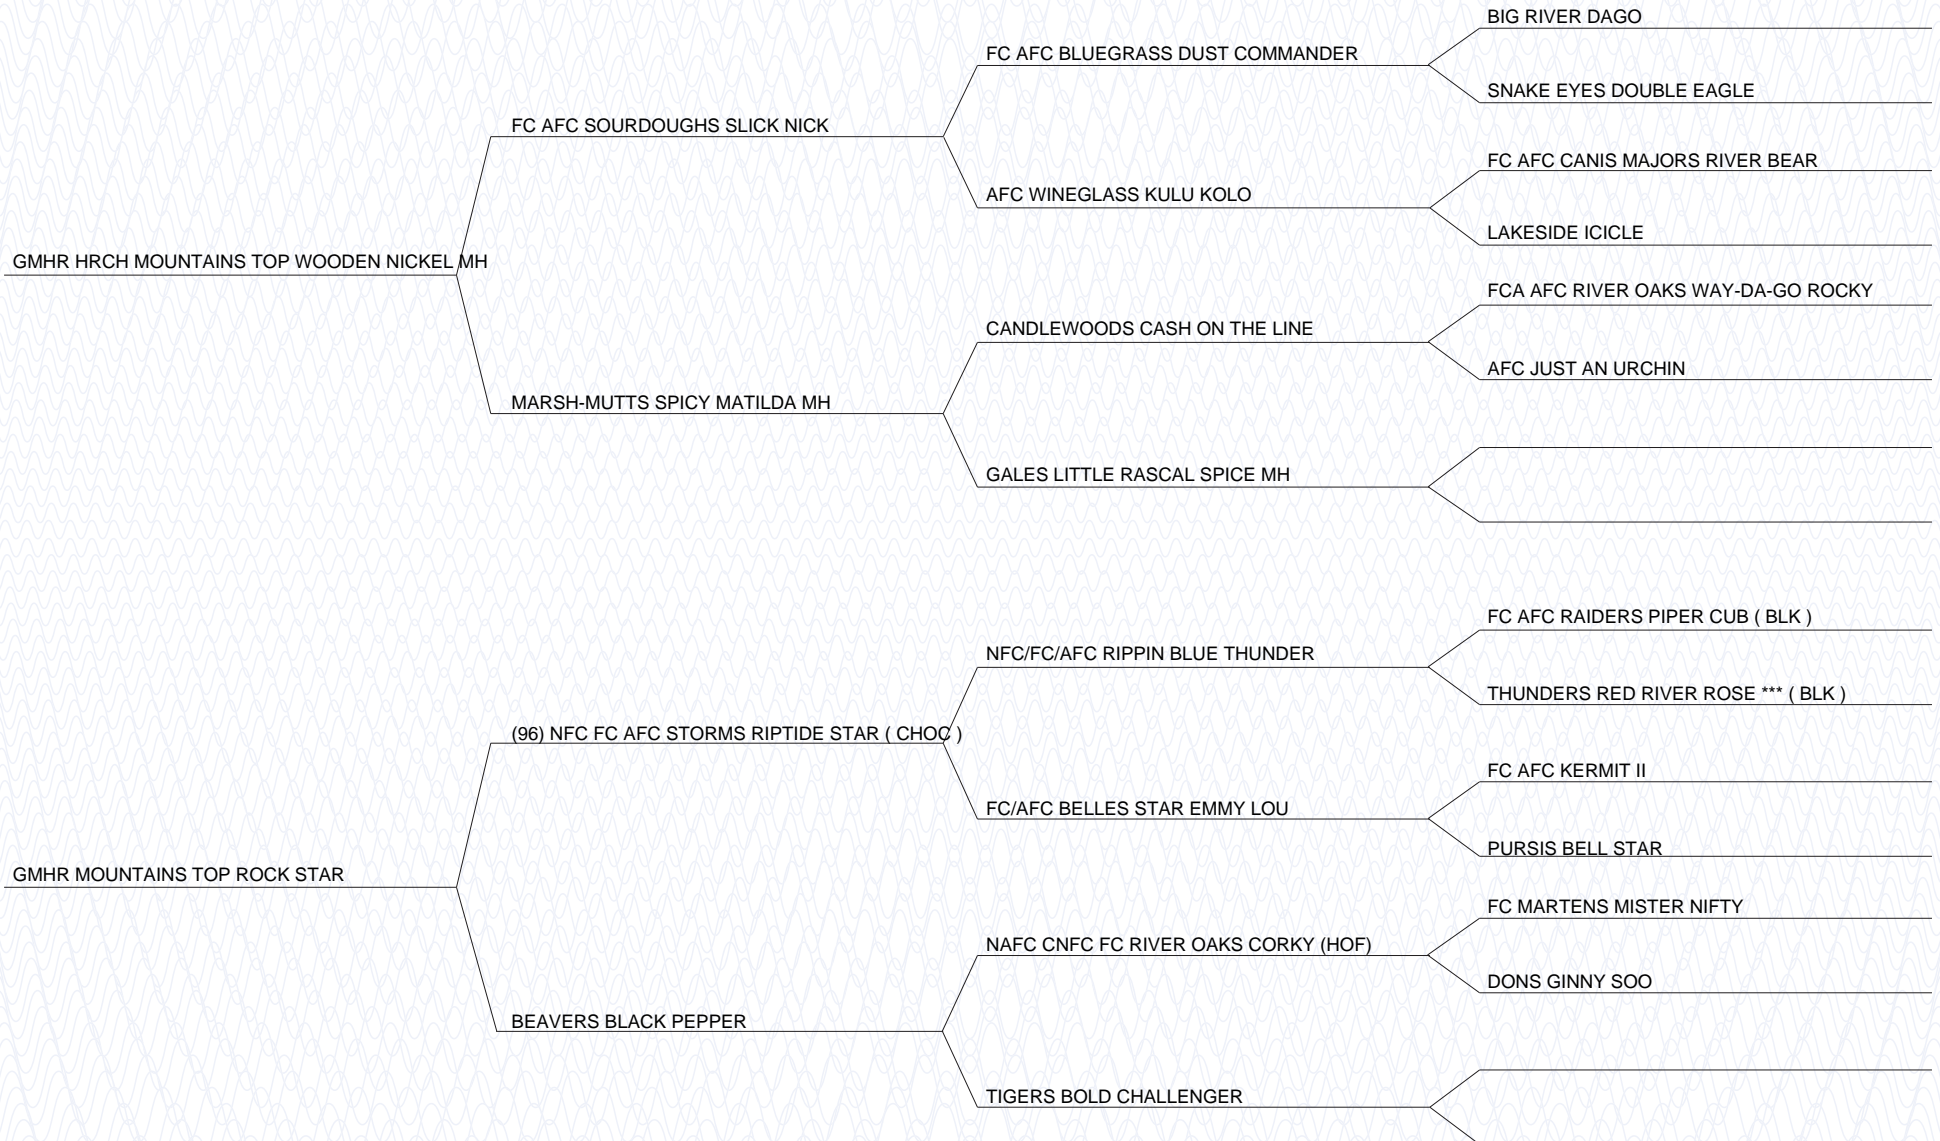 BIG RIVER DAGO
FC AFC BLUEGRASS DUST COMMANDER
SNAKE EYES DOUBLE EAGLE
FC AFC SOURDOUGHS SLICK NICK
FC AFC CANIS MAJORS RIVER BEAR
AFC WINEGLASS KULU KOLO
LAKESIDE ICICLE
GMHR HRCH MOUNTAINS TOP WOODEN NICKEL MH
FCA AFC RIVER OAKS WAY-DA-GO ROCKY
CANDLEWOODS CASH ON THE LINE
AFC JUST AN URCHIN
MARSH-MUTTS SPICY MATILDA MH
GALES LITTLE RASCAL SPICE MH
FC AFC RAIDERS PIPER CUB ( BLK )
NFC/FC/AFC RIPPIN BLUE THUNDER
THUNDERS RED RIVER ROSE *** ( BLK )
(96) NFC FC AFC STORMS RIPTIDE STAR ( CHOC )
FC AFC KERMIT II
FC/AFC BELLES STAR EMMY LOU
PURSIS BELL STAR
GMHR MOUNTAINS TOP ROCK STAR
FC MARTENS MISTER NIFTY
NAFC CNFC FC RIVER OAKS CORKY (HOF)
DONS GINNY SOO
BEAVERS BLACK PEPPER
TIGERS BOLD CHALLENGER